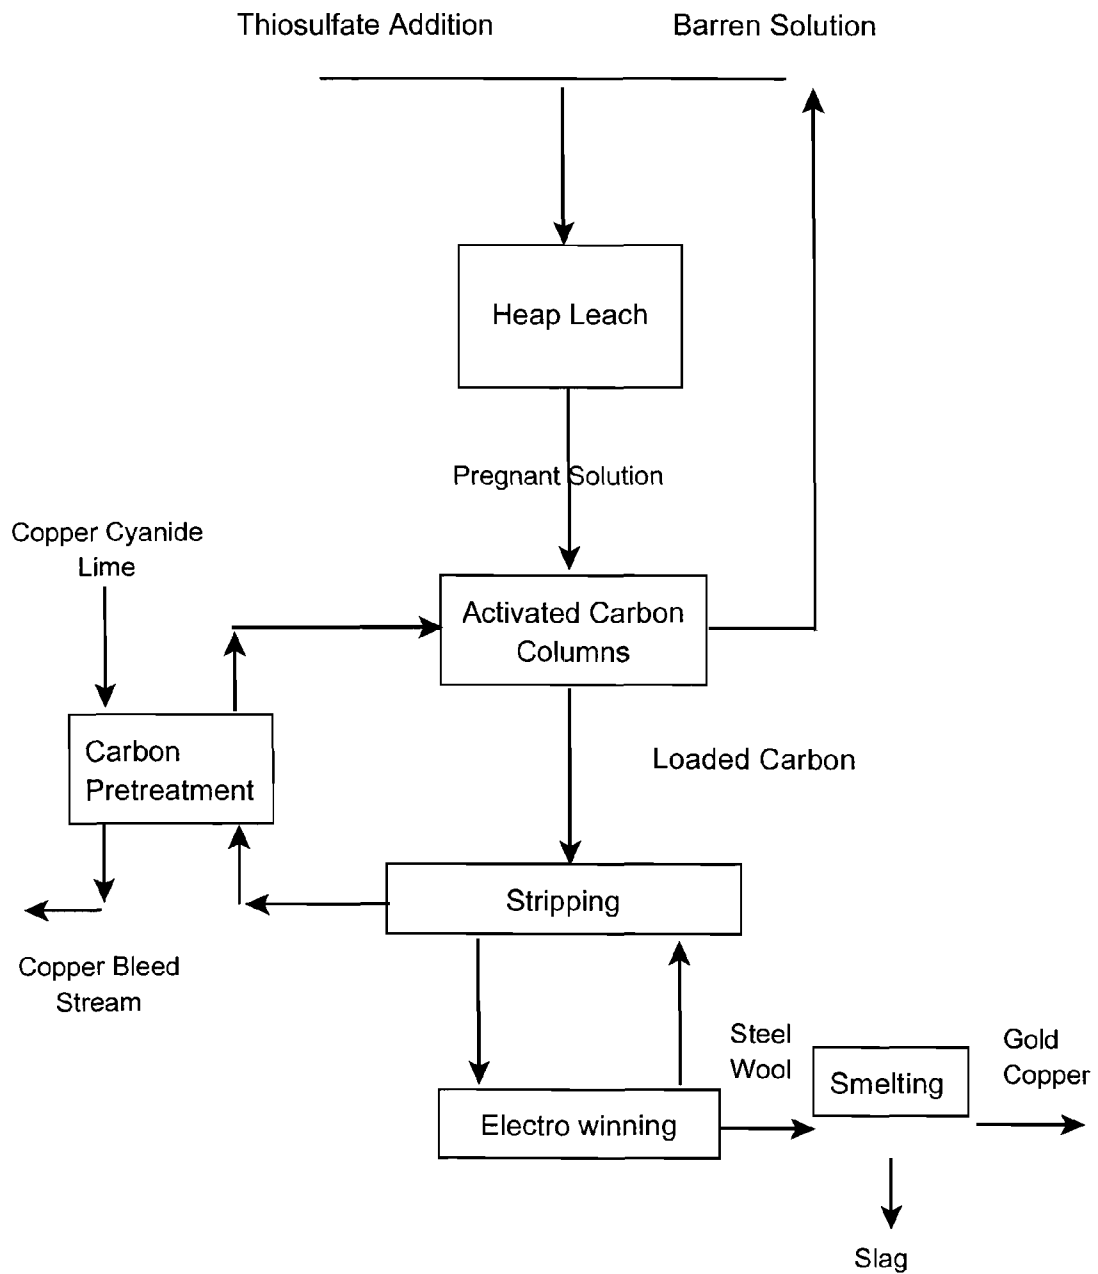 Thiosulfate Addition
Barren Solution
Heap Leach
Pregnant Solution
Copper Cyanide
Lime
Activated Carbon
Columns
Carbon
Pretreatment
Loaded Carbon
Stripping
Copper Bleed
Stream
Steel
Wool
Gold
Copper
Smelting
Electro winning
Slag